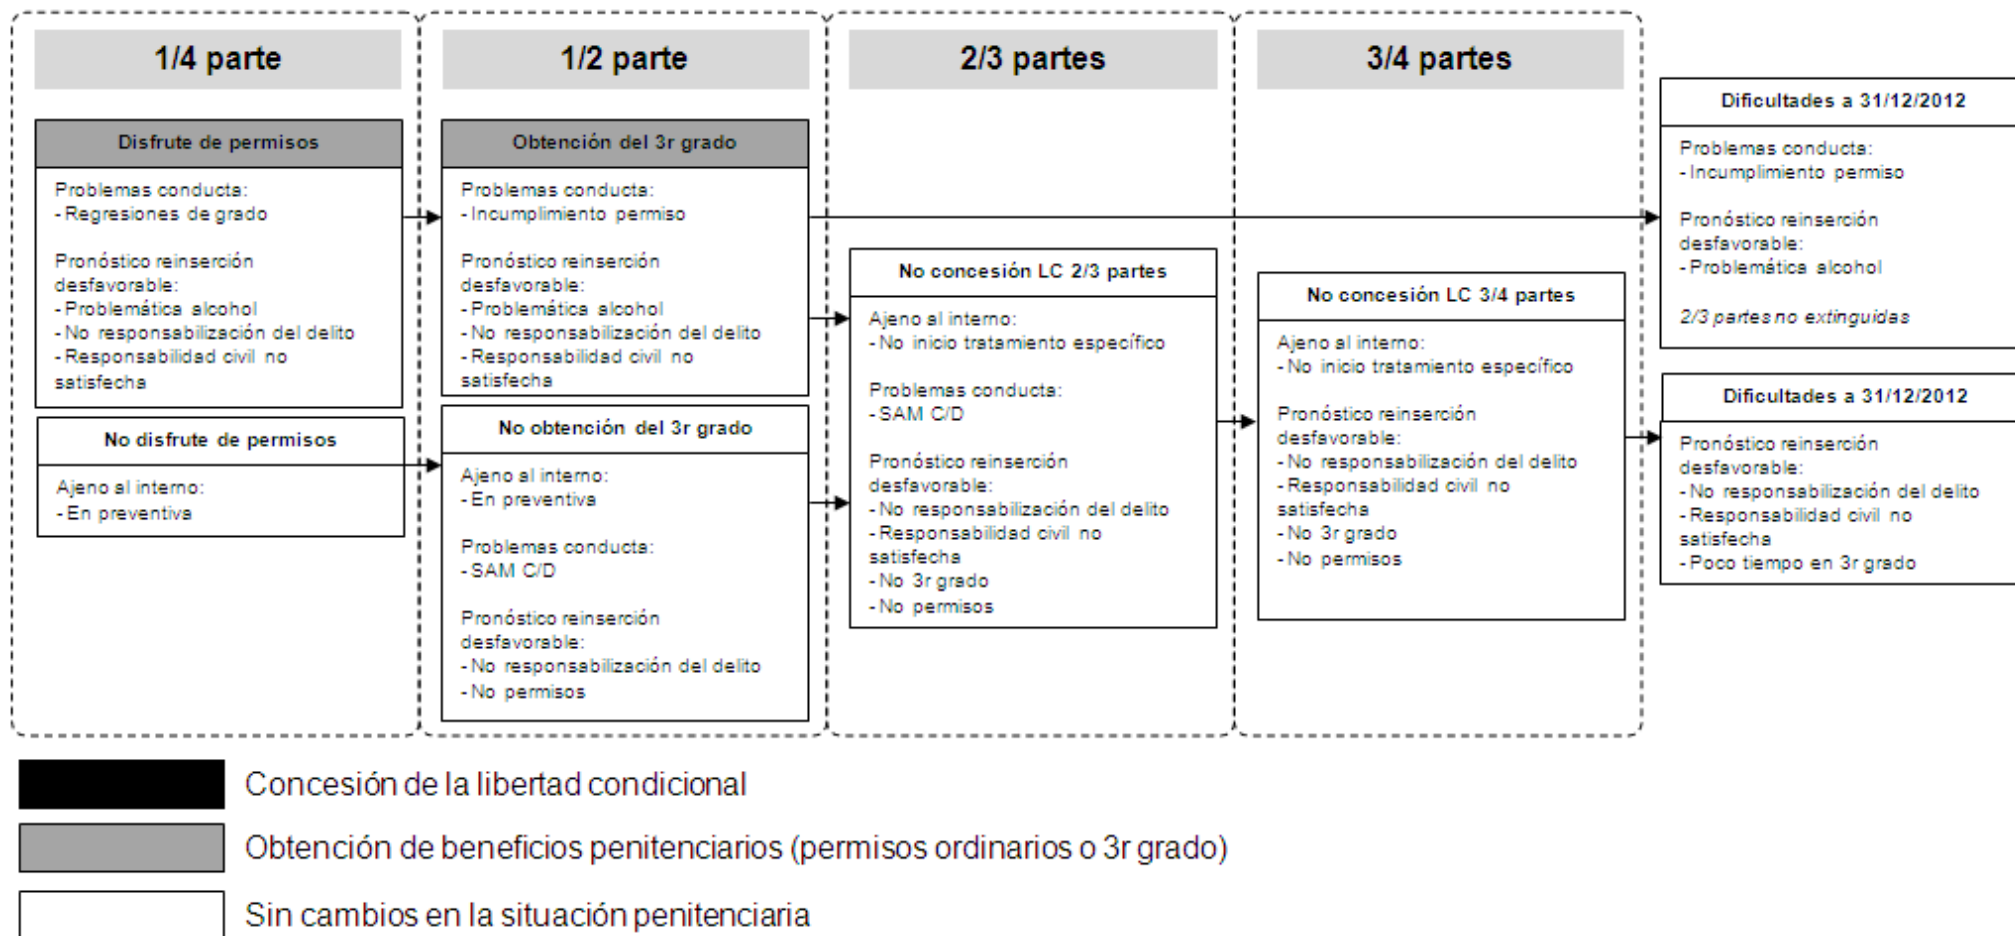 1/4 parte
Disfrute de permisos
Problemas conducta:
- Regresiones de grado
Pronóstico reinserción
desfavorable:
- Problemática alcohol
- No responsabilización del delito
- Responsabilidad civil no
satisfecha
No disfrute de permisos
Ajeno al interno:
- En preventiva
1/2 parte
Obtención del 3r grado
Problemas conducta:
- Incumplimiento permiso
Pronóstico reinserción
desfavorable:
- Problemática alcohol
- No responsabilización del delito
- Responsabilidad civil no
satisfecha
No obtención del 3r grado
Ajeno al interno:
- En preventiva
Problemas conducta:
- SAM C/D
Pronóstico reinserción
desfavorable:
- No responsabilización del delito
- No permisos
2/3 partes
No concesión LC 2/3 partes
Ajeno al interno:
- No inicio tratamiento específico
Problemas conducta:
- SAM C/D
Pronóstico reinserción
desfavorable:
- No responsabilización del delito
- Responsabilidad civil no
satisfecha
- No 3r grado
- No permisos
3/4 partes
No concesión LC 3/4 partes
Ajeno al interno:
- No inicio tratamiento específico
Pronóstico reinserción
desfavorable:
- No responsabilización del delito
- Responsabilidad civil no
satisfecha
- No 3r grado
- No permisos
Dificultades a 31/12/2012
Problemas conducta:
- Incumplimiento permiso
Pronóstico reinserción
desfavorable:
- Problemática alcohol
2/3 partes no extinguidas
Dificultades a 31/12/2012
Pronóstico reinserción
desfavorable:
- No responsabilización del delito
- Responsabilidad civil no
satisfecha
- Poco tiempo en 3r grado
Concesión de la libertad condicional
Obtención de beneficios penitenciarios (permisos ordinarios o 3r grado)
Sin cambios en la situación penitenciaria